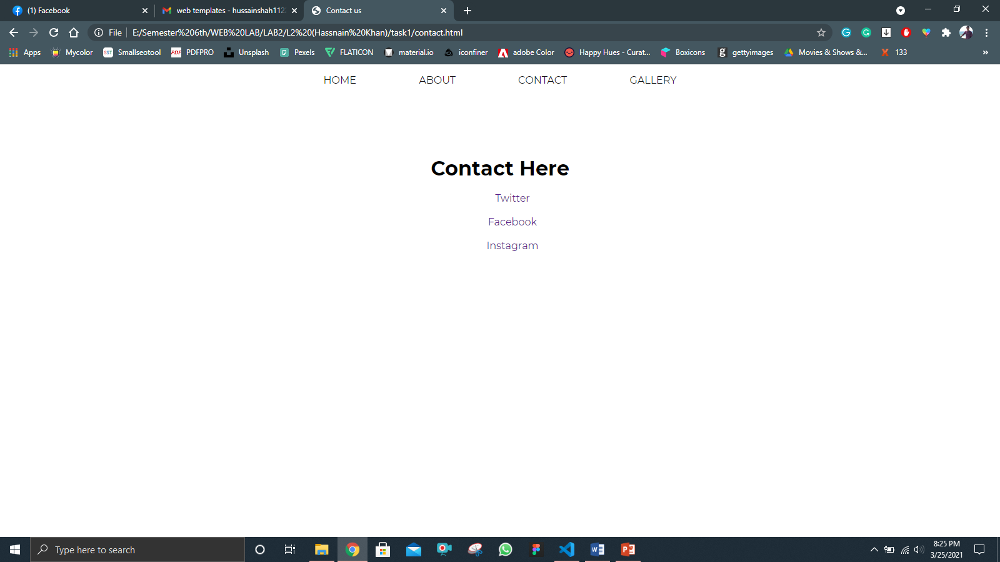 (1) Facebook
web templates - hussainshah112
Contact us
File
E:/Semester%206th/WEB%20LAB/LAB2/L2%20(Hassnain%20Khan)/task1/contact.html
Apps
Mycolor
SST
Smallseotool
PDF
PDFPRO
Unsplash
Pexels
FLATICON
material.io
iconfiner
adobe Color
Happy Hues - Curat...
Boxicons
gettyimages
Movies & Shows &...
X
133
»
HOME
ABOUT
CONTACT
GALLERY
Contact Here
Twitter
Facebook
Instagram
Type here to search
8:25 PM
3/25/2021